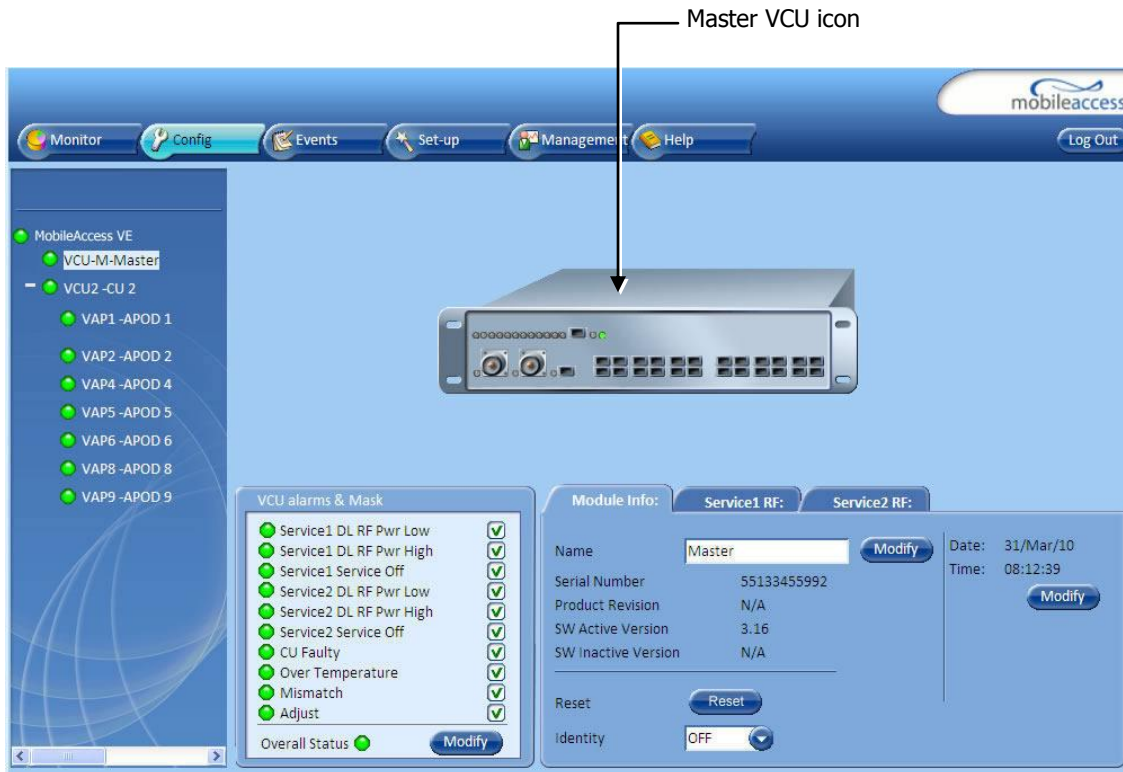 Master VCU icon
mobileaccess
Monitor
Config
Events
Set-up
Management
Help
Log Out
MobileAccess VE
VCU-M-Master
VCU2 -CU 2
VAP1 -APOD 1
VAP2 -APOD 2
VAP4 -APOD 4
VAP5 -APOD 5
VAP6 -APOD 6
VAP8 -APOD 8
VAP9 -APOD 9
VCU alarms & Mask
Service1 DL RF Pwr Low
Service1 DL RF Pwr High
Service1 Service Off
Service2 DL RF Pwr Low
Service2 DL RF Pwr High
Service2 Service Off
CU Faulty
Over Temperature
Mismatch
Adjust
Overall Status
Modify
Module Info:
Service1 RF:
Service2 RF:
Name Master Modify
Serial Number 55133455992
Product Revision N/A
SW Active Version 3.16
SW Inactive Version N/A
Reset Reset
Identity OFF
Date: 31/Mar/10
Time: 08:12:39
Modify